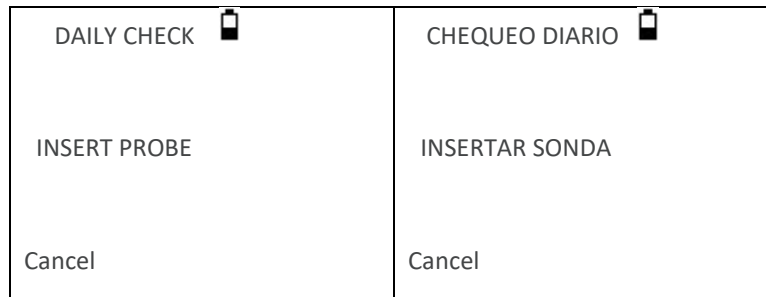 DAILY CHECK
INSERT PROBE
Cancel
CHEQUEO DIARIO
INSERTAR SONDA
Cancel